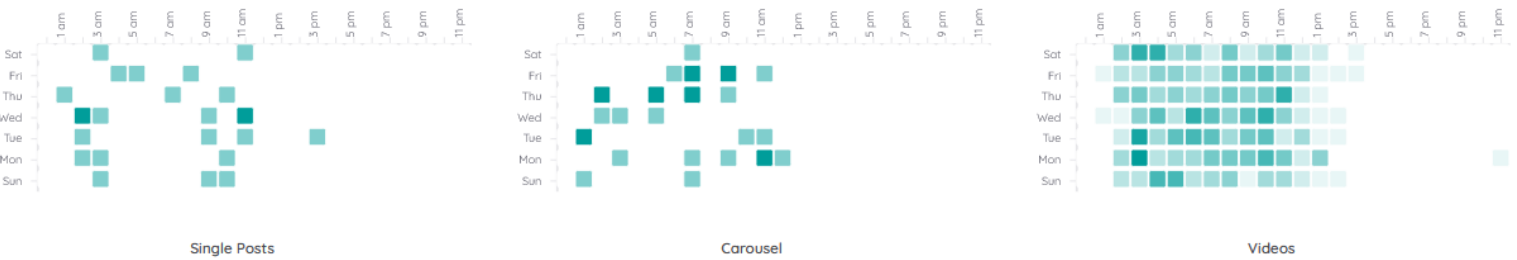 1 am 3 am 5 am 7 am 9 am 11 am 1 pm 3 pm 5 pm 7 pm 9 pm 11 pm
Sat
Fri
Thu
Wed
Tue
Mon
Sun
Single Posts
1 am 3 am 5 am 7 am 9 am 11 am 1 pm 3 pm 5 pm 7 pm 9 pm 11 pm
Sat
Fri
Thu
Wed
Tue
Mon
Sun
Carousel
1 am 3 am 5 am 7 am 9 am 11 am 1 pm 3 pm 5 pm 7 pm 9 pm 11 pm
Sat
Fri
Thu
Wed
Tue
Mon
Sun
Videos